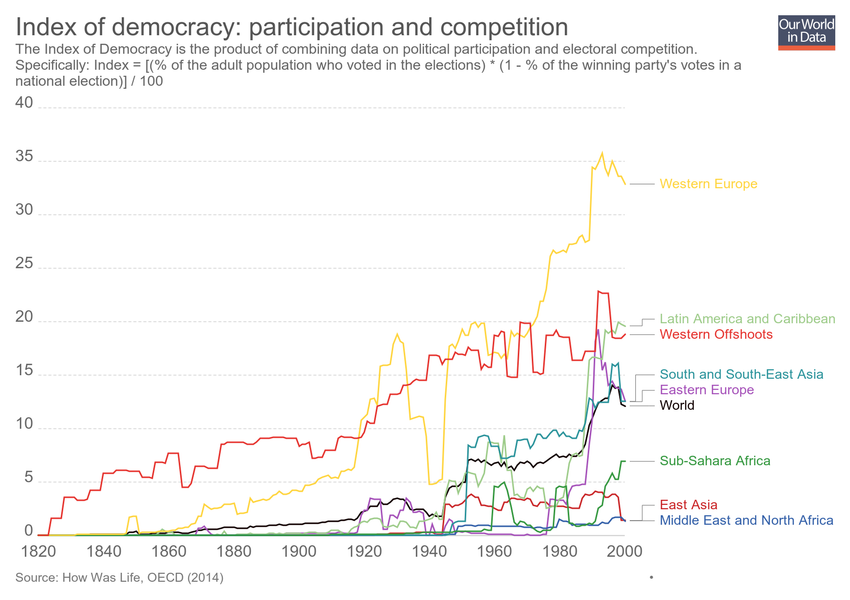 Index of democracy: participation and competition
Our World
in Data
The Index of Democracy is the product of combining data on political participation and electoral competition.
Specifically: Index = [(% of the adult population who voted in the elections) * (1 - % of the winning party's votes in a
national election)] / 100
40
35
30
25
20
15
10
5
0
Western Europe
Latin America and Caribbean
Western Offshoots
South and South-East Asia
Eastern Europe
World
Sub-Sahara Africa
East Asia
Middle East and North Africa
1820 1840 1860 1880 1900 1920 1940 1960 1980 2000
Source: How Was Life, OECD (2014)